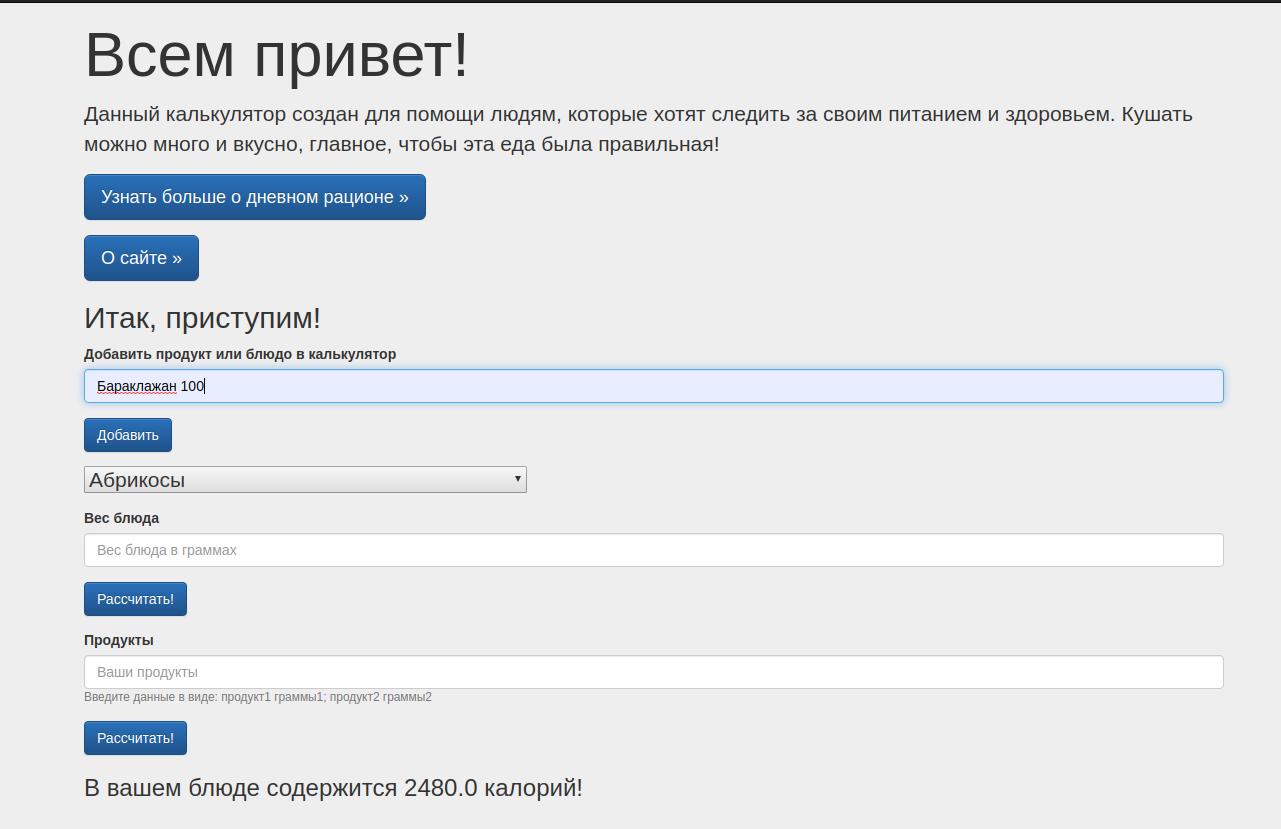 Всем привет!
Данный калькулятор создан для помощи людям, которые хотят следить за своим питанием и здоровьем. Кушать
можно много и вкусно, главное, чтобы эта еда была правильная!
Узнать больше о дневном рационе »
О сайте »
Итак, приступим!
Добавить продукт или блюдо в калькулятор
Бараклажан 100
Добавить
Абрикосы
Вес блюда
Вес блюда в граммах
Рассчитать!
Продукты
Ваши продукты
Введите данные в виде: продукт1 граммы1; продукт2 граммы2
Рассчитать!
В вашем блюде содержится 2480.0 калорий!